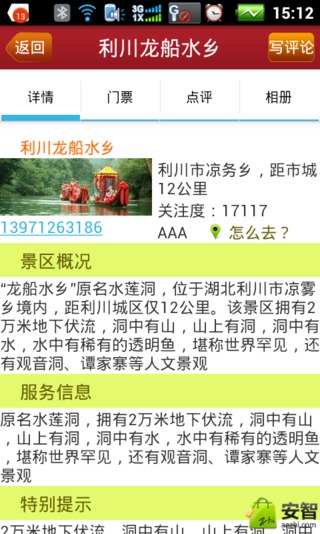 13
3G
1X
G
15:12
返回
利川龙船水乡
写评论
详情
门票
点评
相册
利川龙船水乡
利川市凉务乡，距市城
12公里
关注度：17117
13971263186
AAA
怎么去？
景区概况
“龙船水乡”原名水莲洞，位于湖北利川市凉雾
乡境内，距利川城区仅12公里。该景区拥有2
万米地下伏流，洞中有山，山上有洞，洞中有
水，水中有稀有的透明鱼，堪称世界罕见，还
有观音洞、谭家寨等人文景观
服务信息
原名水莲洞，拥有2万米地下伏流，洞中有山
，山上有洞，洞中有水，水中有稀有的透明鱼
，堪称世界罕见，还有观音洞、谭家寨等人文
景观
特别提示
2万米地下伏流，洞中有山，山上有洞，洞中
安智
anzhi.com